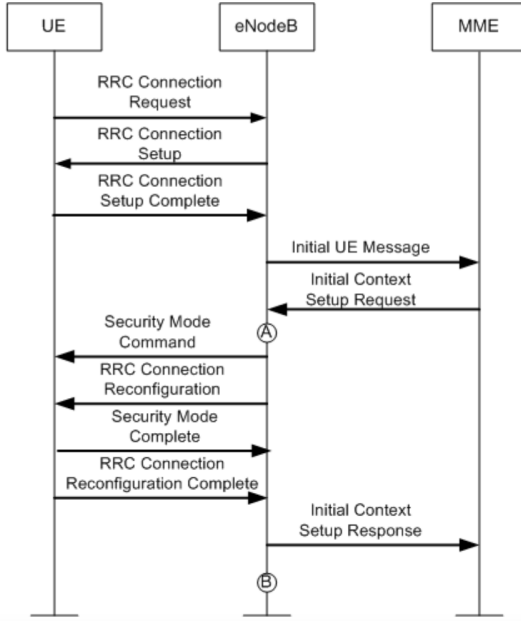 UE
eNodeB
MME
RRC Connection
Request
RRC Connection
Setup
RRC Connection
Setup Complete
Initial UE Message
Initial Context
Setup Request
A
Security Mode
Command
RRC Connection
Reconfiguration
Security Mode
Complete
RRC Connection
Reconfiguration Complete
Initial Context
Setup Response
B